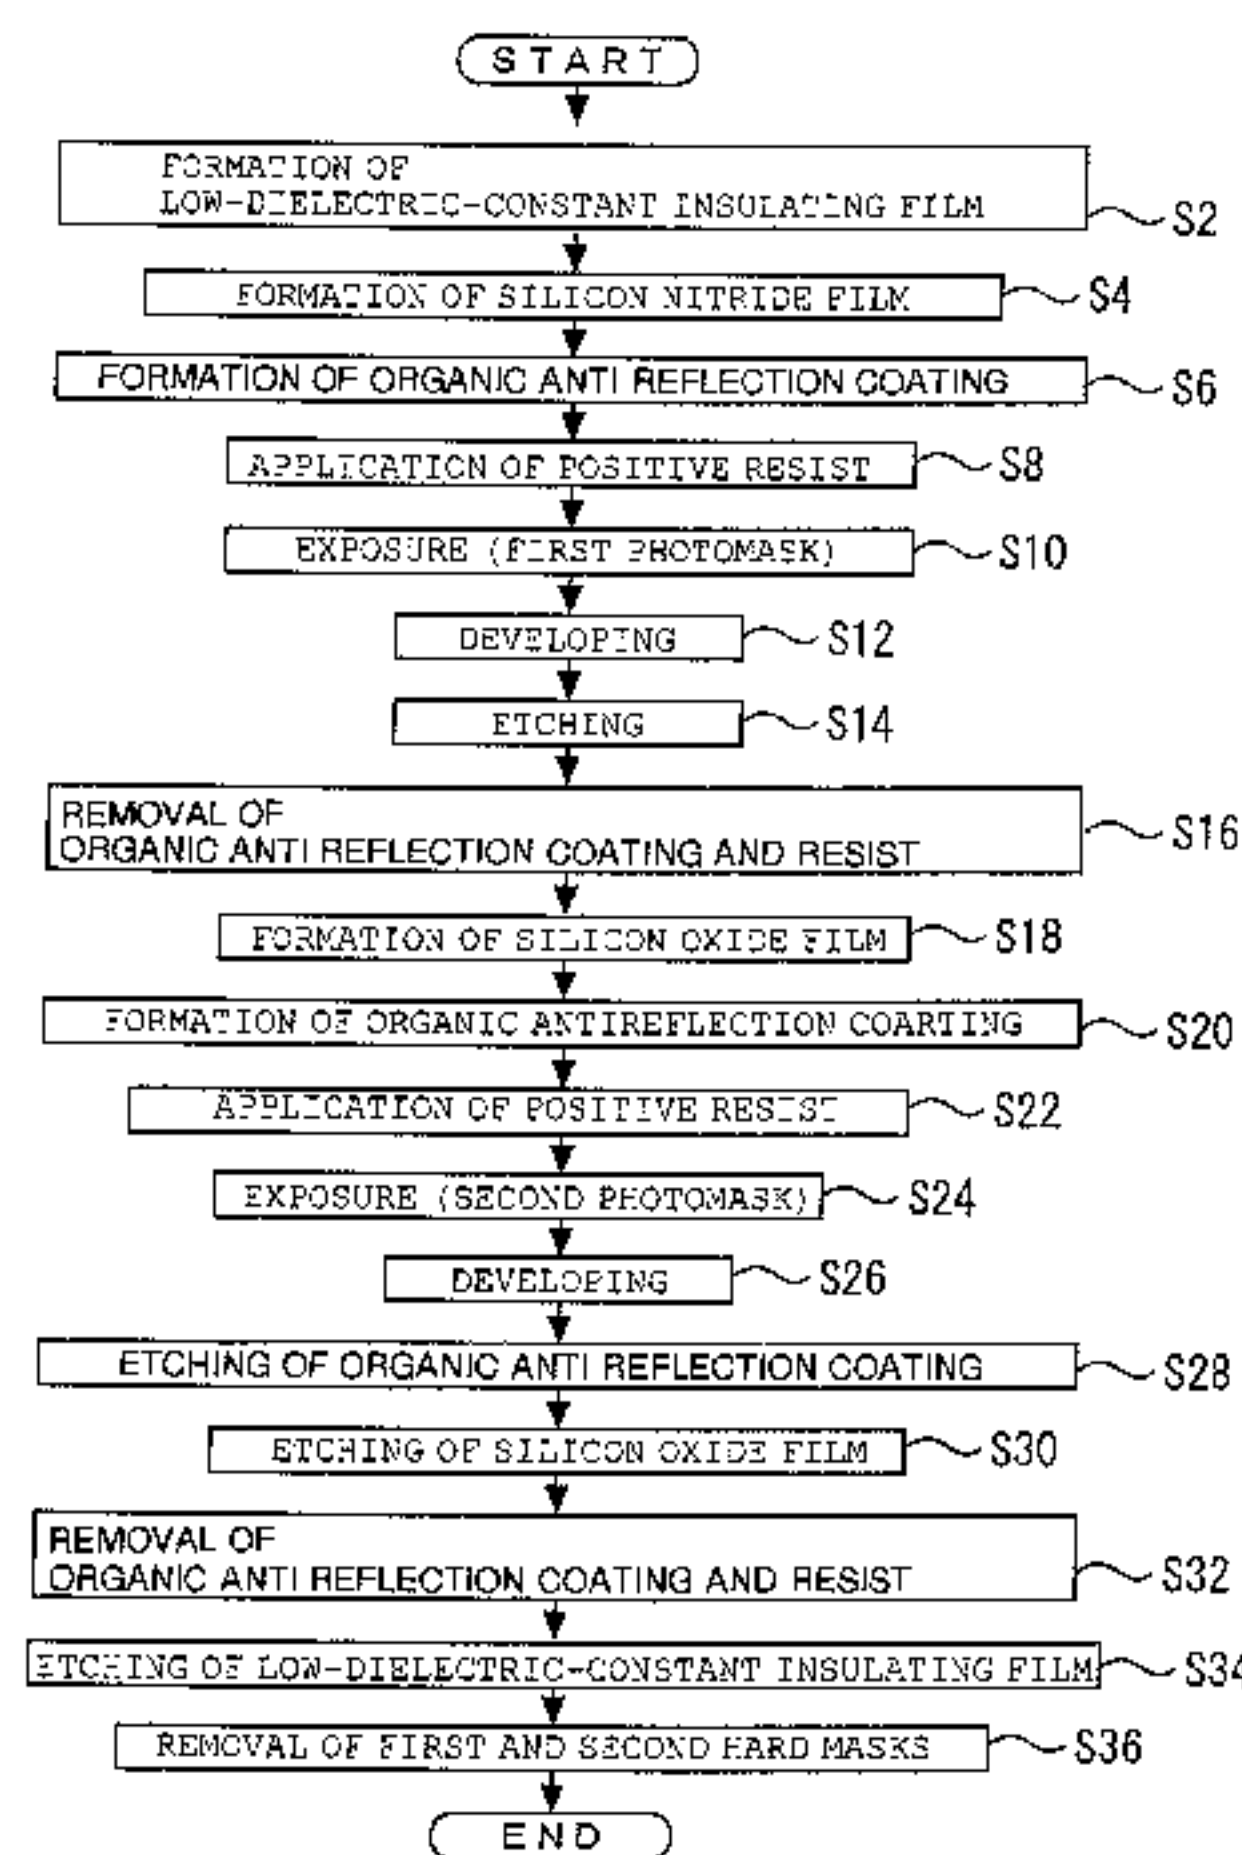 START
FORMATION OF
LOW-DIELECTRIC-CONSTANT INSULATING FILM
S2
FORMATION OF SILICON NITRIDE FILM
S4
FORMATION OF ORGANIC ANTI REFLECTION COATING
S6
APPLICATION OF POSITIVE RESIST
S8
EXPOSURE (FIRST PHOTOMASK)
S10
DEVELOPING
S12
ETCHING
S14
REMOVAL OF
ORGANIC ANTI REFLECTION COATING AND RESIST
S16
FORMATION OF SILICON OXIDE FILM
S18
FORMATION OF ORGANIC ANTIREFLECTION COARTING
S20
APPLICATION OF POSITIVE RESIST
S22
EXPOSURE (SECOND PHOTOMASK)
S24
DEVELOPING
S26
ETCHING OF ORGANIC ANTI REFLECTION COATING
S28
ETCHING OF SILICON OXIDE FILM
S30
REMOVAL OF
ORGANIC ANTI REFLECTION COATING AND RESIST
S32
ETCHING OF LOW-DIELECTRIC-CONSTANT INSULATING FILM
S34
REMOVAL OF FIRST AND SECOND HARD MASKS
S36
END